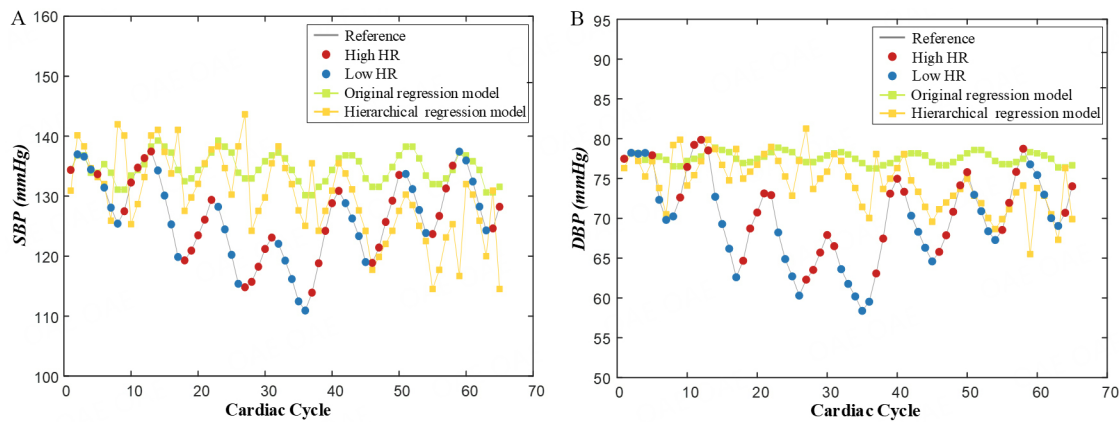 A
160
150
140
130
120
110
100
SBP (mmHg)
0 10 20 30 40 50 60 70
Cardiac Cycle
Reference
High HR
Low HR
Original regression model
Hierarchical regression model
B
95
90
85
80
75
70
65
60
55
50
DBP (mmHg)
0 10 20 30 40 50 60 70
Cardiac Cycle
Reference
High HR
Low HR
Original regression model
Hierarchical regression model